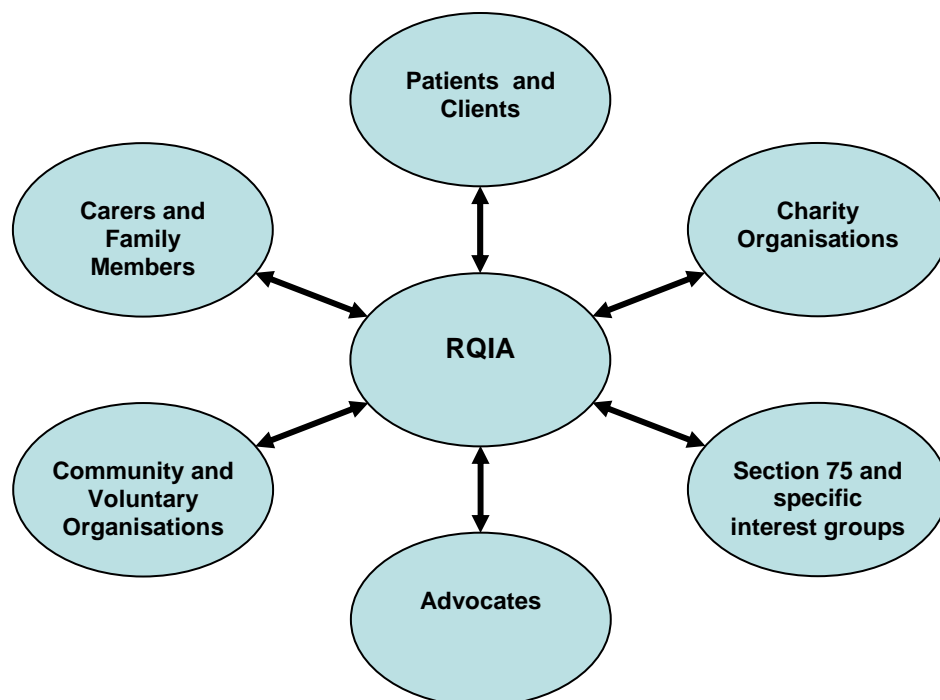 Patients and
Clients
Carers and
Family
Members
Charity
Organisations
RQIA
Community and
Voluntary
Organisations
Section 75 and
specific
interest groups
Advocates